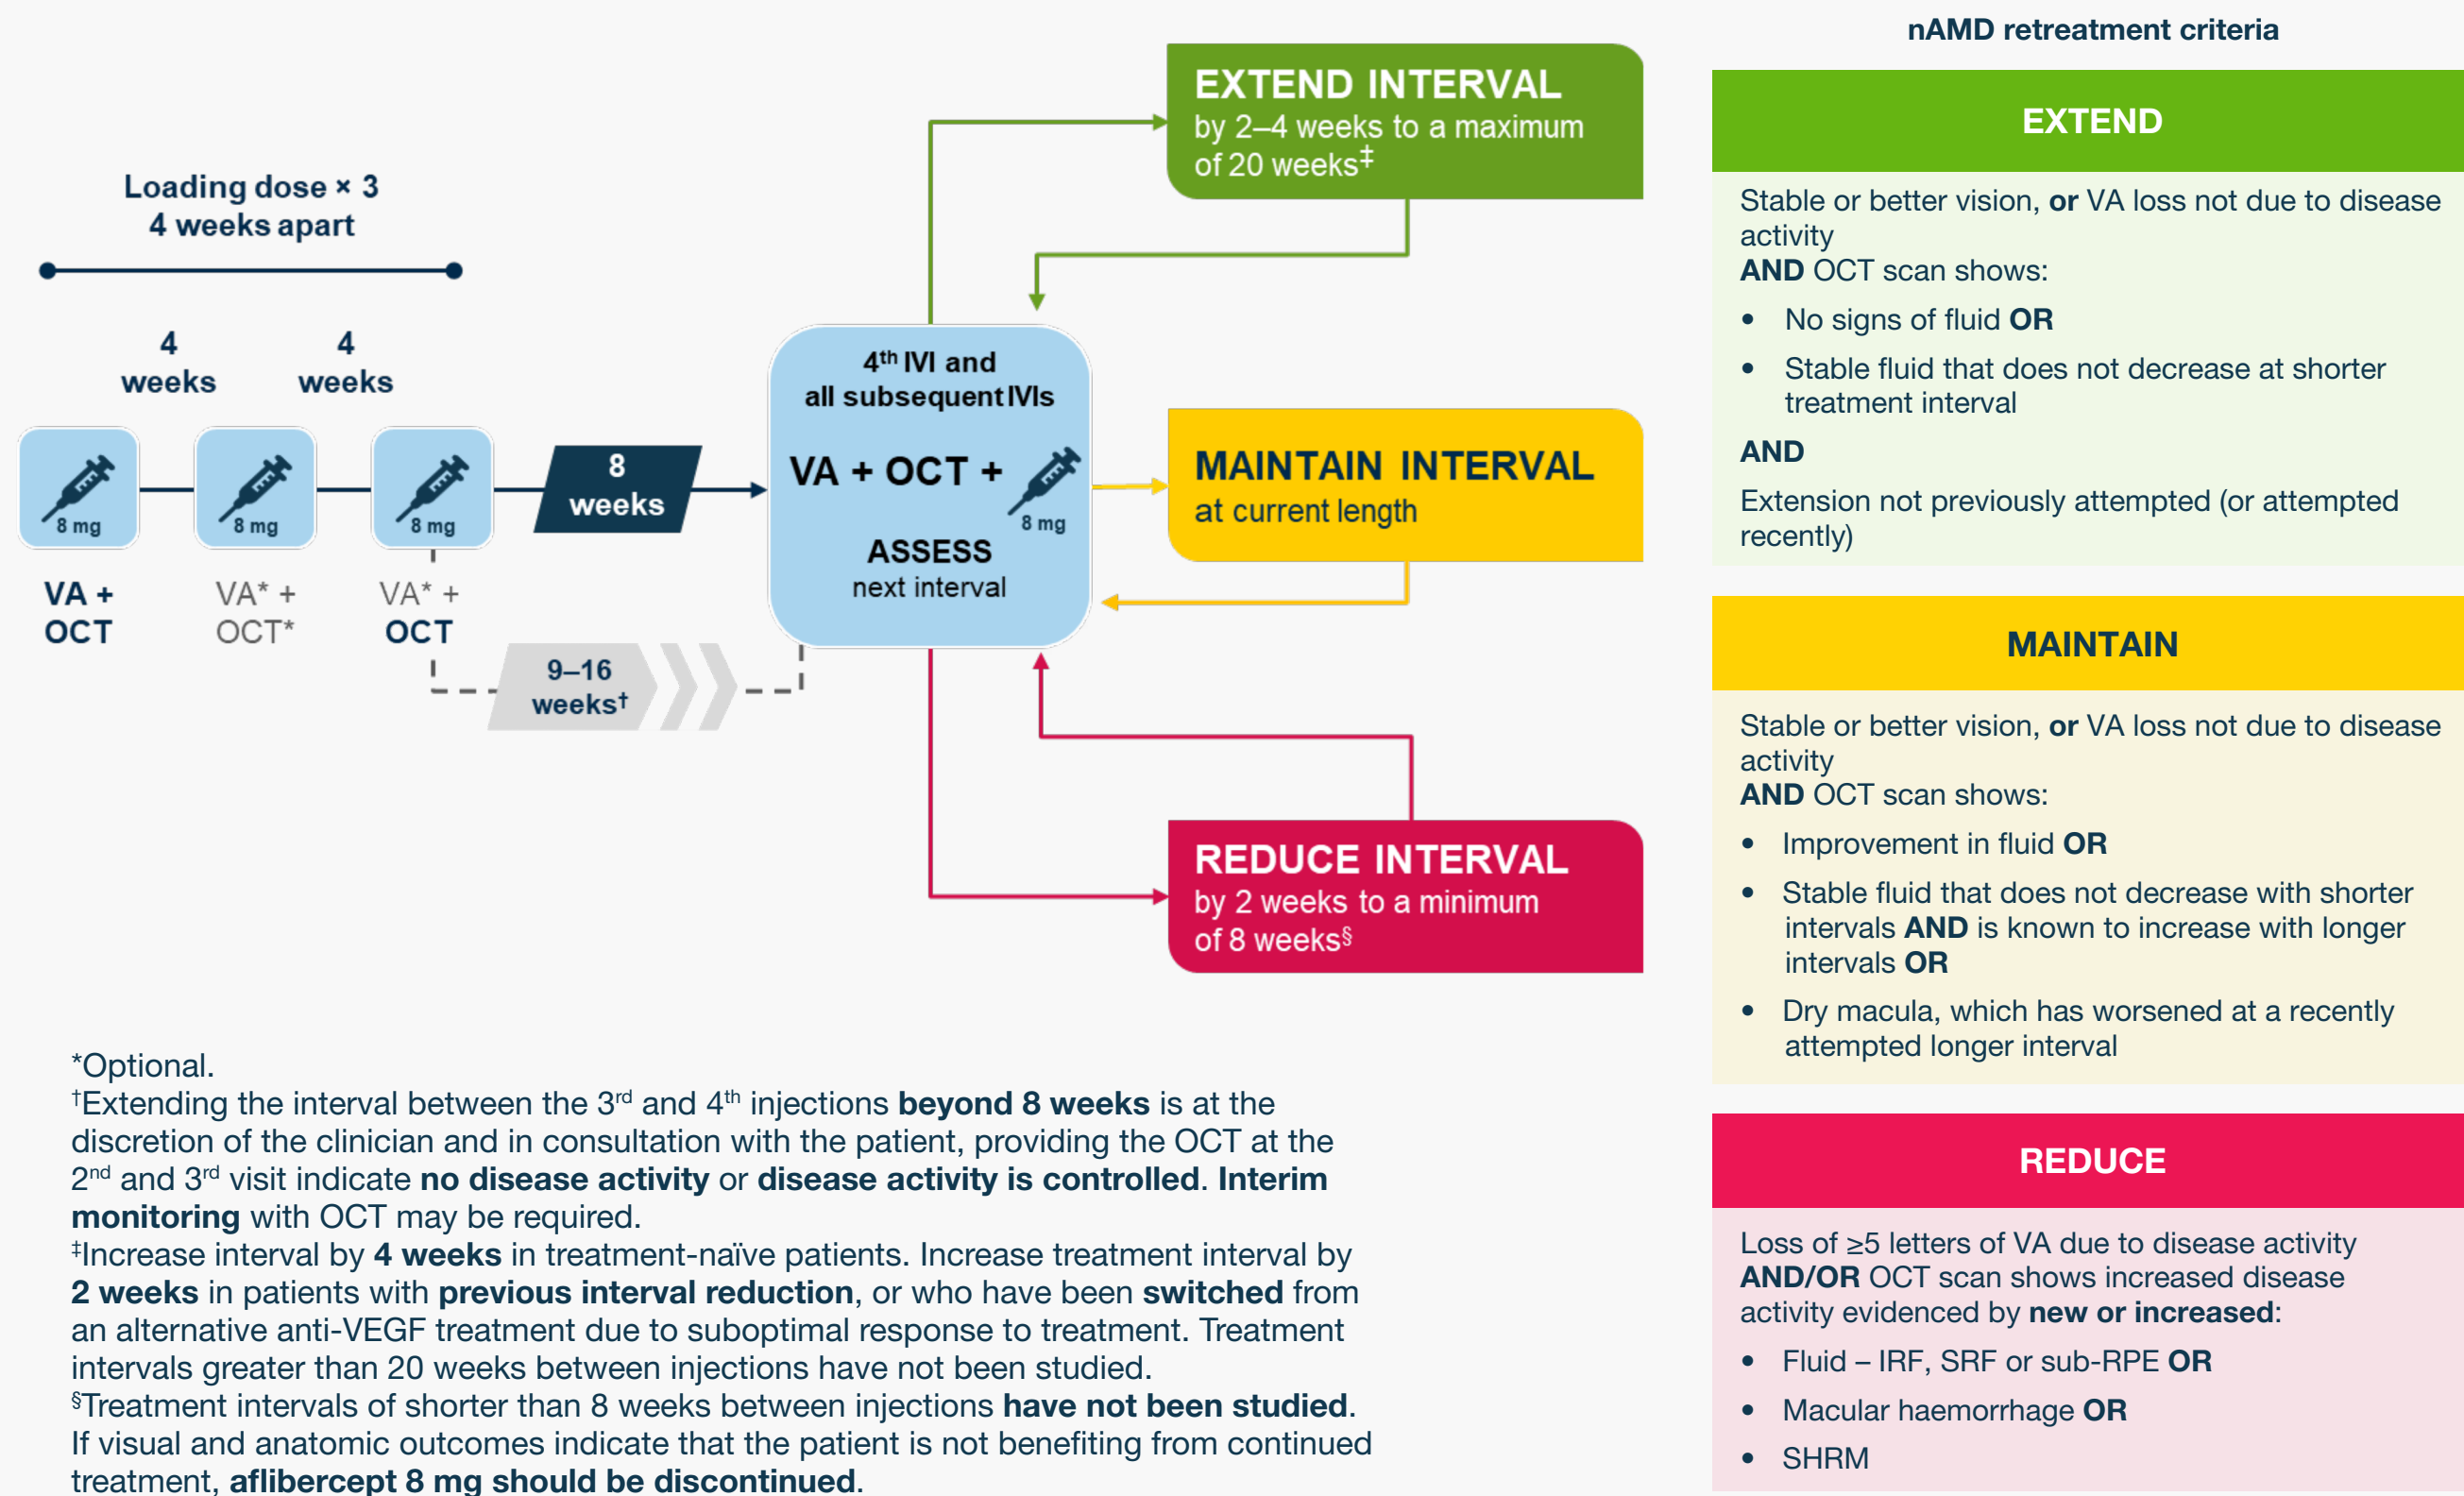 Loading dose × 3
4 weeks apart
4
weeks
4
weeks
8 mg
8 mg
8 mg
VA +
OCT
VA* +
OCT*
VA* +
OCT
8
weeks
9–16
weeks†
4th IVI and
all subsequent IVIs
VA + OCT +
8 mg
ASSESS
next interval
EXTEND INTERVAL
by 2–4 weeks to a maximum
of 20 weeks‡
MAINTAIN INTERVAL
at current length
REDUCE INTERVAL
by 2 weeks to a minimum
of 8 weeks§
*Optional.
†Extending the interval between the 3rd and 4th injections beyond 8 weeks is at the
discretion of the clinician and in consultation with the patient, providing the OCT at the
2nd and 3rd visit indicate no disease activity or disease activity is controlled. Interim
monitoring with OCT may be required.
‡Increase interval by 4 weeks in treatment-naïve patients. Increase treatment interval by
2 weeks in patients with previous interval reduction, or who have been switched from
an alternative anti-VEGF treatment due to suboptimal response to treatment. Treatment
intervals greater than 20 weeks between injections have not been studied.
§Treatment intervals of shorter than 8 weeks between injections have not been studied.
If visual and anatomic outcomes indicate that the patient is not benefiting from continued
treatment, aflibercept 8 mg should be discontinued.
nAMD retreatment criteria
EXTEND
Stable or better vision, or VA loss not due to disease
activity
AND OCT scan shows:
• No signs of fluid OR
• Stable fluid that does not decrease at shorter
treatment interval
AND
Extension not previously attempted (or attempted
recently)
MAINTAIN
Stable or better vision, or VA loss not due to disease
activity
AND OCT scan shows:
• Improvement in fluid OR
• Stable fluid that does not decrease with shorter
intervals AND is known to increase with longer
intervals OR
• Dry macula, which has worsened at a recently
attempted longer interval
REDUCE
Loss of ≥5 letters of VA due to disease activity
AND/OR OCT scan shows increased disease
activity evidenced by new or increased:
• Fluid – IRF, SRF or sub-RPE OR
• Macular haemorrhage OR
• SHRM